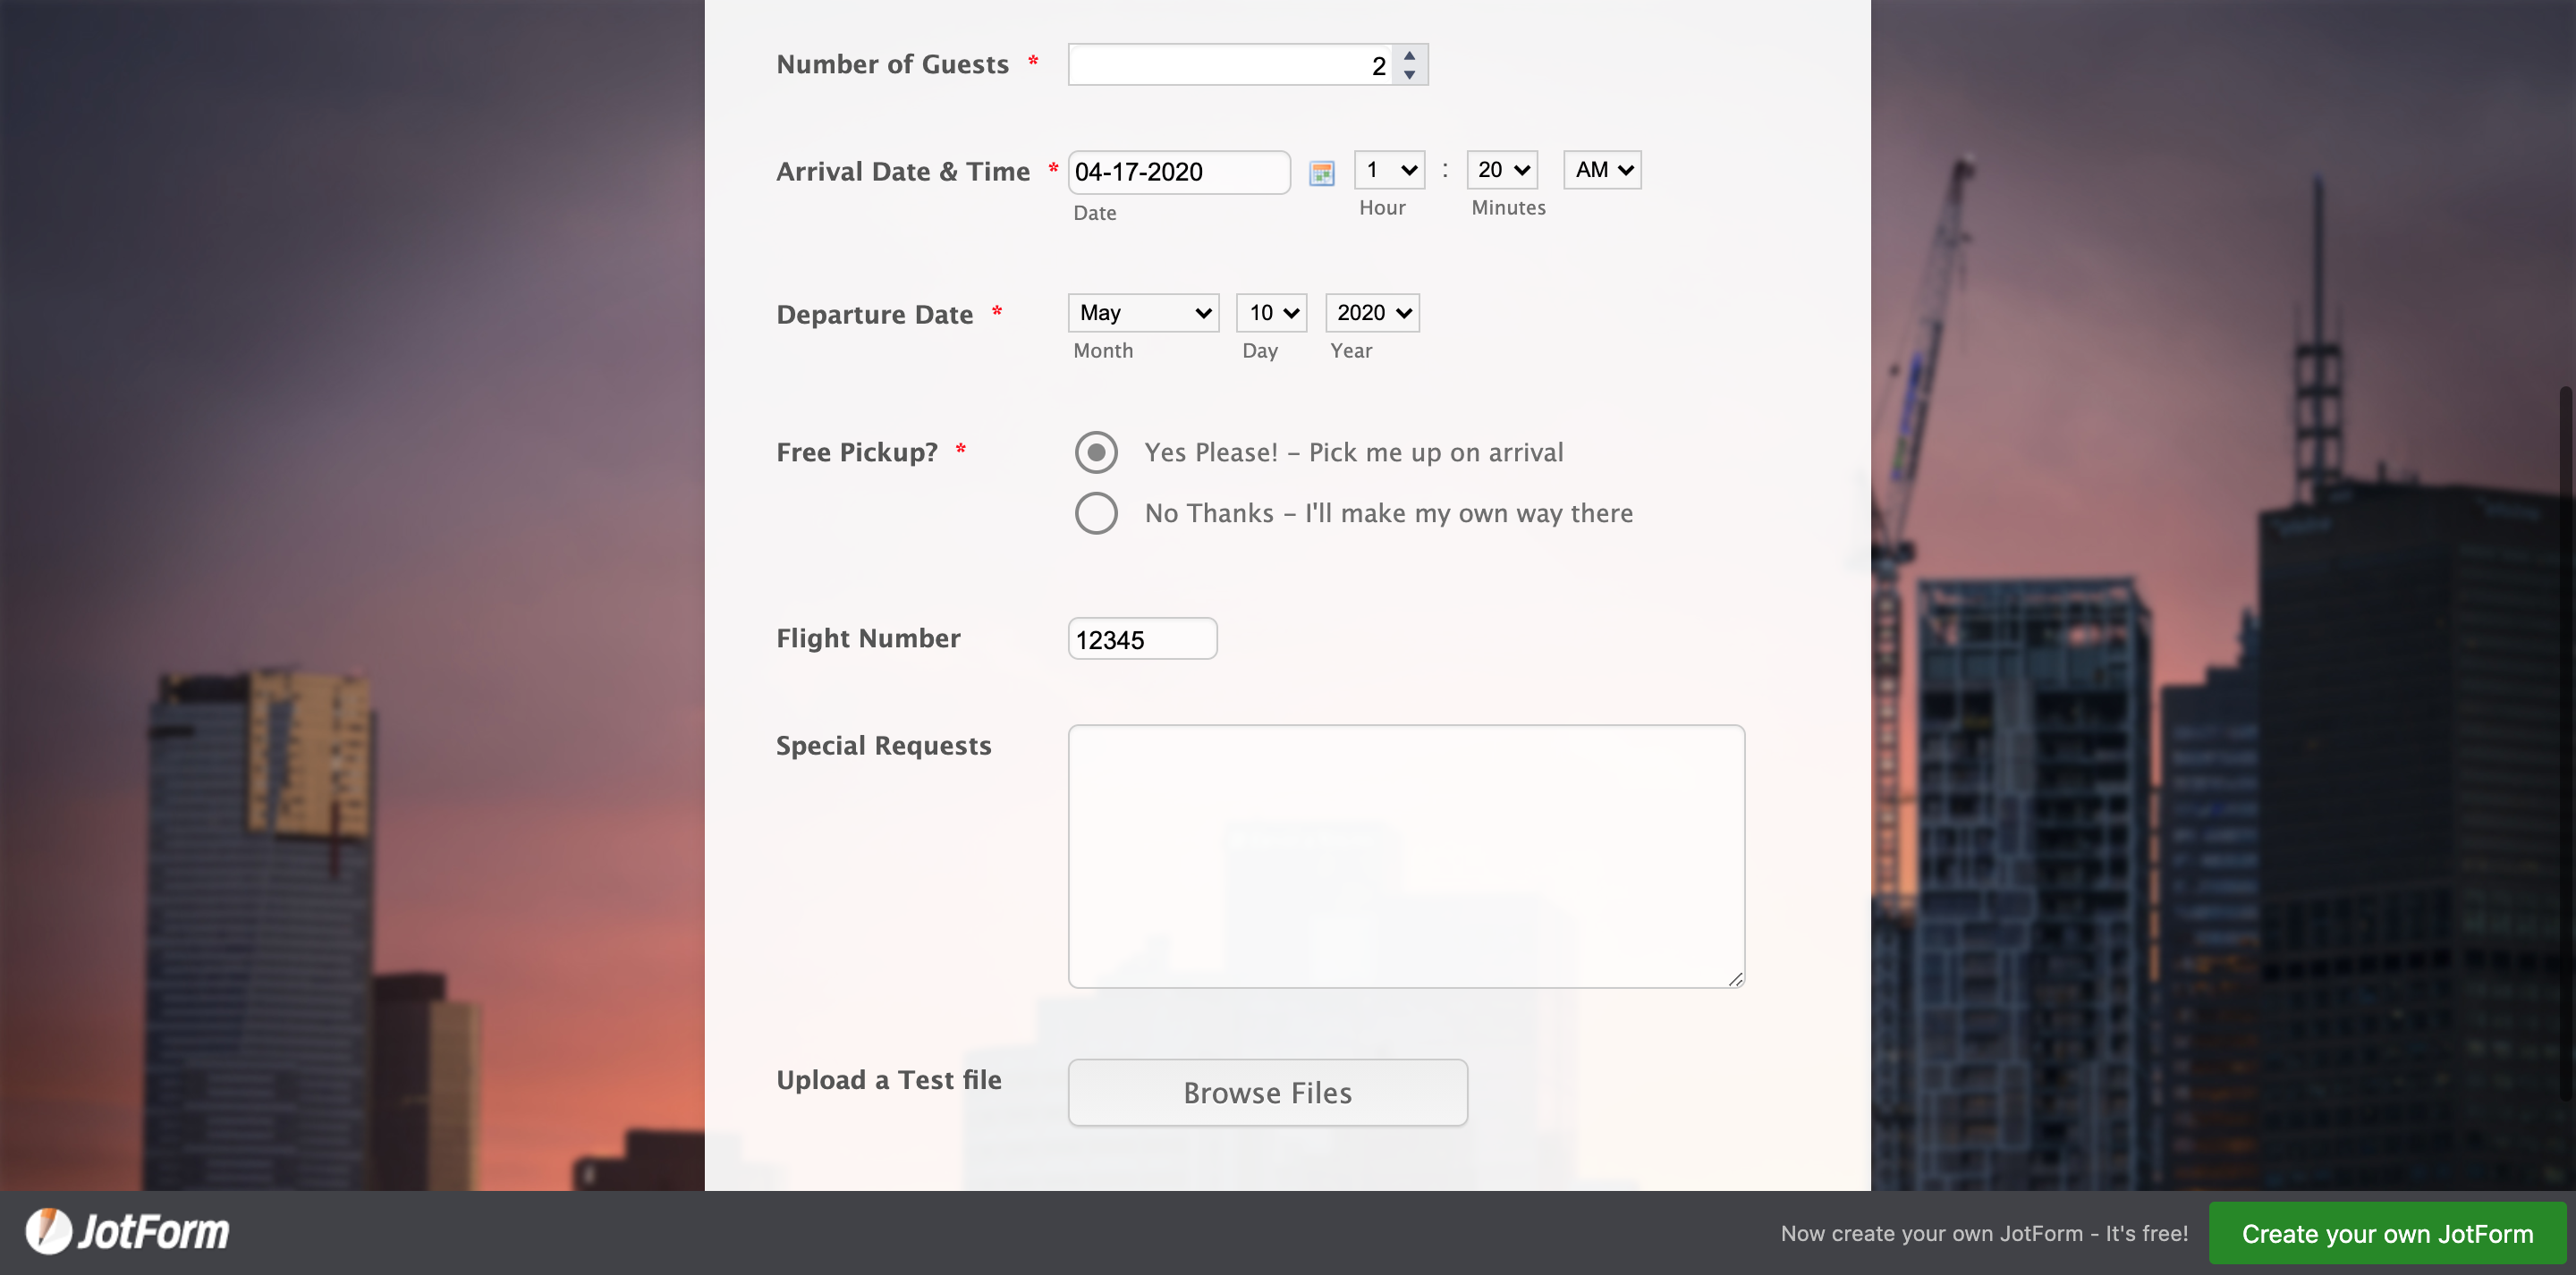 Number of Guests * 2
Arrival Date & Time * 04-17-2020 1 : 20 AM
Date Hour Minutes
Departure Date * May 10 2020
Month Day Year
Free Pickup? * Yes Please! – Pick me up on arrival
No Thanks – I'll make my own way there
Flight Number 12345
Special Requests
Upload a Test file Browse Files
JotForm Now create your own JotForm - It's free! Create your own JotForm